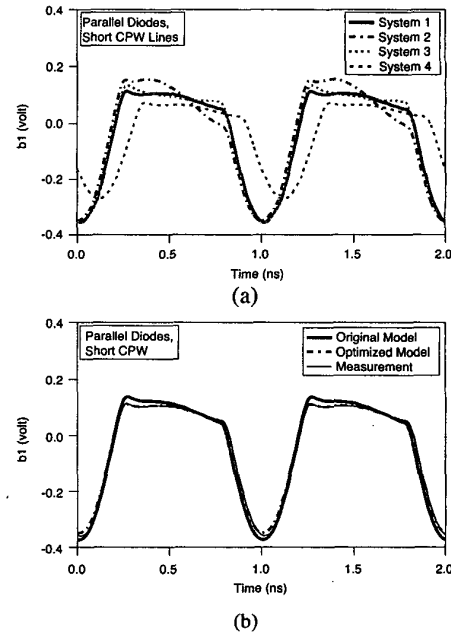 Parallel Diodes,
Short CPW Lines
System 1
System 2
System 3
System 4
0.4
0.2
0.0
-0.2
-0.4
b1 (volt)
0.0
0.5
1.0
1.5
2.0
Time (ns)
(a)
Parallel Diodes,
Short CPW
Original Model
Optimized Model
Measurement
0.4
0.2
0.0
-0.2
-0.4
b1 (volt)
0.0
0.5
1.0
1.5
2.0
Time (ns)
(b)